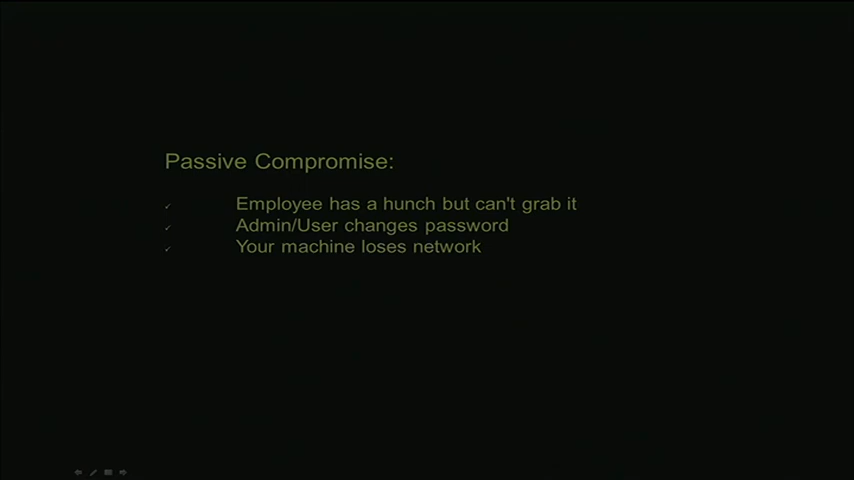 Passive Compromise:
Employee has a hunch but can't grab it
Admin/User changes password
Your machine loses network